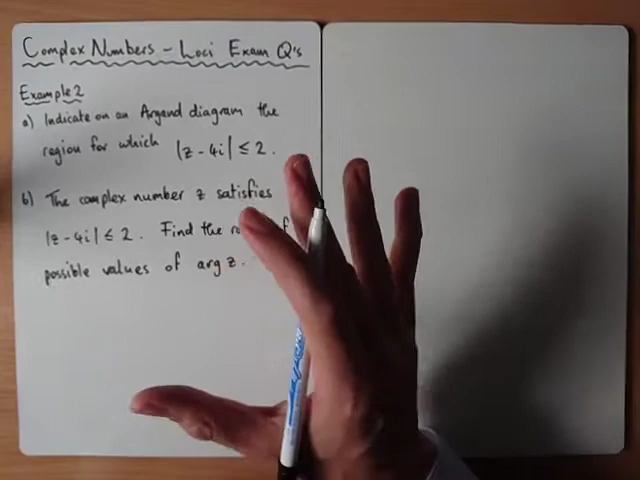 Complex Numbers - Loci Exam Q's
Example 2
a) Indicate on an Argand diagram the
region for which |z - 4i| ≤ 2.
b) The complex number z satisfies
|z - 4i| ≤ 2. Find the
possible values of arg z.